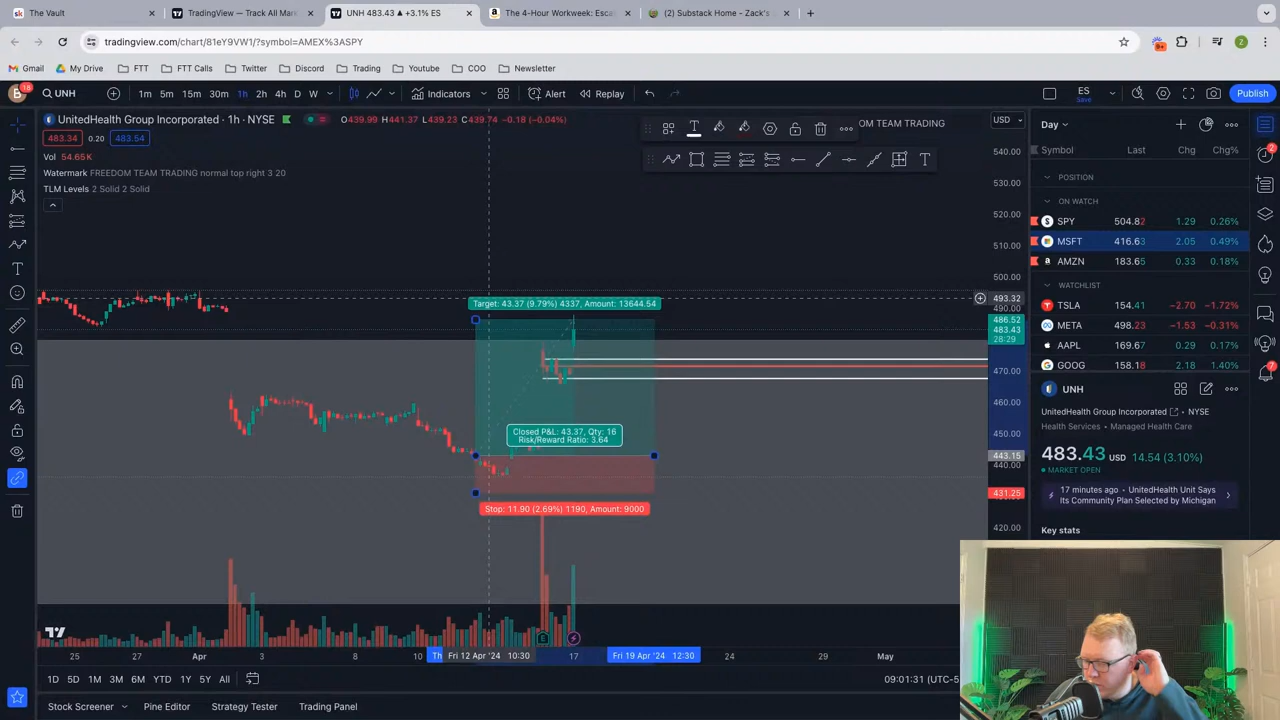 The Vault
TradingView — Track All Mark
UNH 483.43 ▲ +3.1% ES
The 4-Hour Workweek: Escap
(2) Substack Home - Zack's
tradingview.com/chart/81eY9VW1/?symbol=AMEX%3ASPY
9+
Z
Gmail
My Drive
FTT
FTT Calls
Twitter
Discord
Trading
Youtube
COO
Newsletter
B
18
UNH
1m 5m 15m 30m 1h 2h 4h D W
Indicators
Alert
Replay
ES
Save
Publish
UnitedHealth Group Incorporated · 1h · NYSE
O439.99 H441.37 L439.23 C439.74 −0.18 (−0.04%)
OM TEAM TRADING
USD
483.34 0.20 483.54
Vol 54.65K
Watermark FREEDOM TEAM TRADING normal top right 3 20
TLM Levels 2 Solid 2 Solid
540.00
530.00
520.00
510.00
500.00
493.32
490.00
486.52
483.43
28:29
470.00
460.00
450.00
443.15
440.00
431.25
420.00
Target: 43.37 (9.79%) 4337, Amount: 13644.54
Closed P&L: 43.37, Qty: 16
Risk/Reward Ratio: 3.64
Stop: 11.90 (2.69%) 1190, Amount: 9000
E
25 27 Apr 3 8 10 Th Fri 12 Apr '24 10:30 17 Fri 19 Apr '24 12:30 24 29 May
1D 5D 1M 3M 6M YTD 1Y 5Y All
09:01:31 (UTC-5
Stock Screener
Pine Editor
Strategy Tester
Trading Panel
Day
Symbol Last Chg Chg%
POSITION
ON WATCH
SPY 504.82 1.29 0.26%
MSFT 416.63 2.05 0.49%
AMZN 183.65 0.33 0.18%
WATCHLIST
TSLA 154.41 −2.70 −1.72%
META 498.23 −1.53 −0.31%
AAPL 169.67 0.29 0.17%
GOOG 158.18 2.18 1.40%
2
UNH
UnitedHealth Group Incorporated · NYSE
Health Services · Managed Health Care
483.43 USD 14.54 (3.10%)
MARKET OPEN
17 minutes ago • UnitedHealth Unit Says
Its Community Plan Selected by Michigan
Key stats